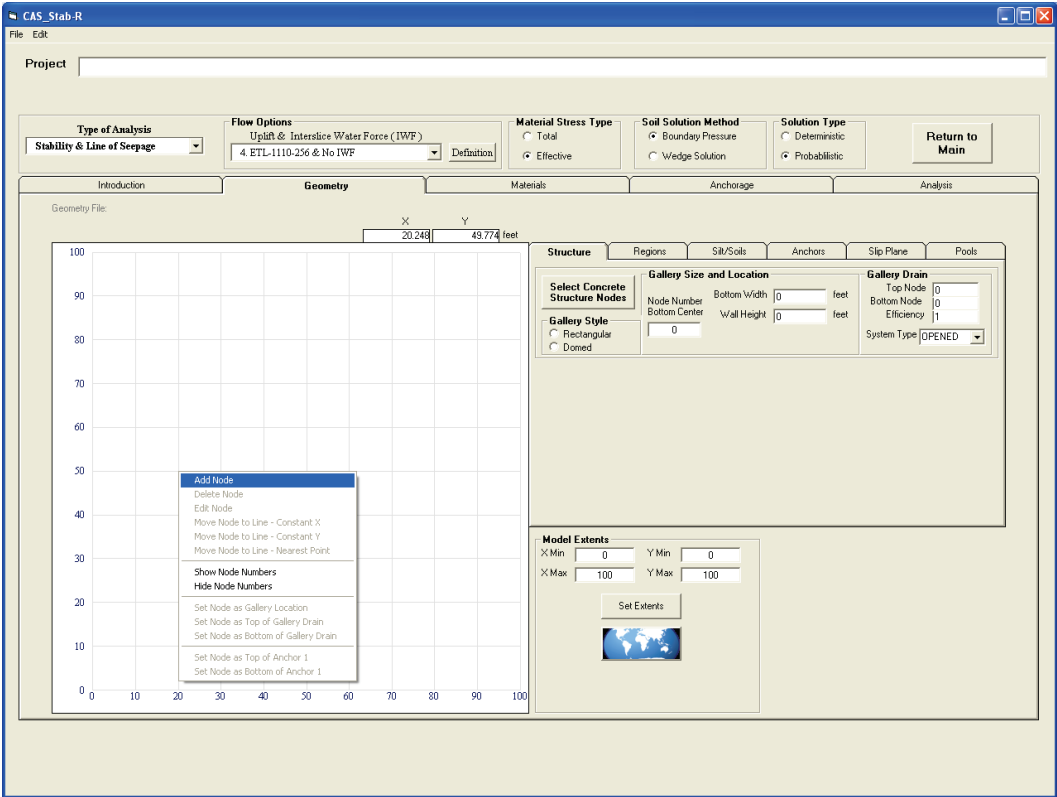 CAS_Stab-R
File Edit
Project
Type of Analysis
Stability & Line of Seepage
Flow Options
Uplift & Interslice Water Force ( IWF )
4. ETL-1110-256 & No IWF
Definition
Material Stress Type
Total
Effective
Soil Solution Method
Boundary Pressure
Wedge Solution
Solution Type
Deterministic
Probablilistic
Return to
Main
Introduction Geometry Materials Anchorage Analysis
Geometry File:
X Y
20.248 49.774 feet
Structure Regions Silt/Soils Anchors Slip Plane Pools
Select Concrete
Structure Nodes
Gallery Style
Rectangular
Domed
Gallery Size and Location
Node Number
Bottom Center
0
Bottom Width 0 feet
Wall Height 0 feet
Gallery Drain
Top Node 0
Bottom Node 0
Efficiency 1
System Type OPENED
100
90
80
70
60
50
40
30
20
10
0
0 10 20 30 40 50 60 70 80 90 100
Add Node
Delete Node
Edit Node
Move Node to Line - Constant X
Move Node to Line - Constant Y
Move Node to Line - Nearest Point
Show Node Numbers
Hide Node Numbers
Set Node as Gallery Location
Set Node as Top of Gallery Drain
Set Node as Bottom of Gallery Drain
Set Node as Top of Anchor 1
Set Node as Bottom of Anchor 1
Model Extents
X Min 0 Y Min 0
X Max 100 Y Max 100
Set Extents